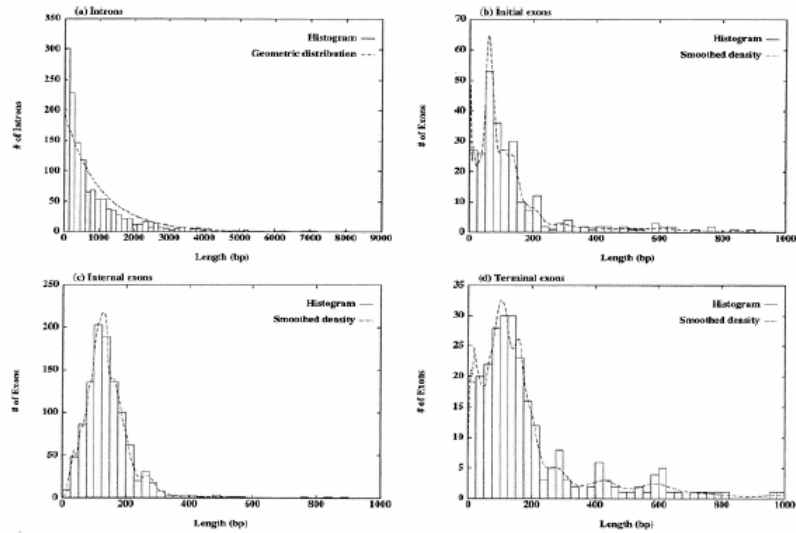 (a) Introns
Histogram
Geometric distribution
# of Introns
350
300
250
200
150
100
50
0
0 1000 2000 3000 4000 5000 6000 7000 8000 9000
Length (bp)
(b) Initial exons
Histogram
Smoothed density
# of Exons
70
60
50
40
30
20
10
0
0 200 400 600 800 1000
Length (bp)
(c) Internal exons
Histogram
Smoothed density
# of Exons
250
200
150
100
50
0
0 200 400 600 800 1000
Length (bp)
(d) Terminal exons
Histogram
Smoothed density
# of Exons
35
30
25
20
15
10
5
0
0 200 400 600 800 1000
Length (bp)